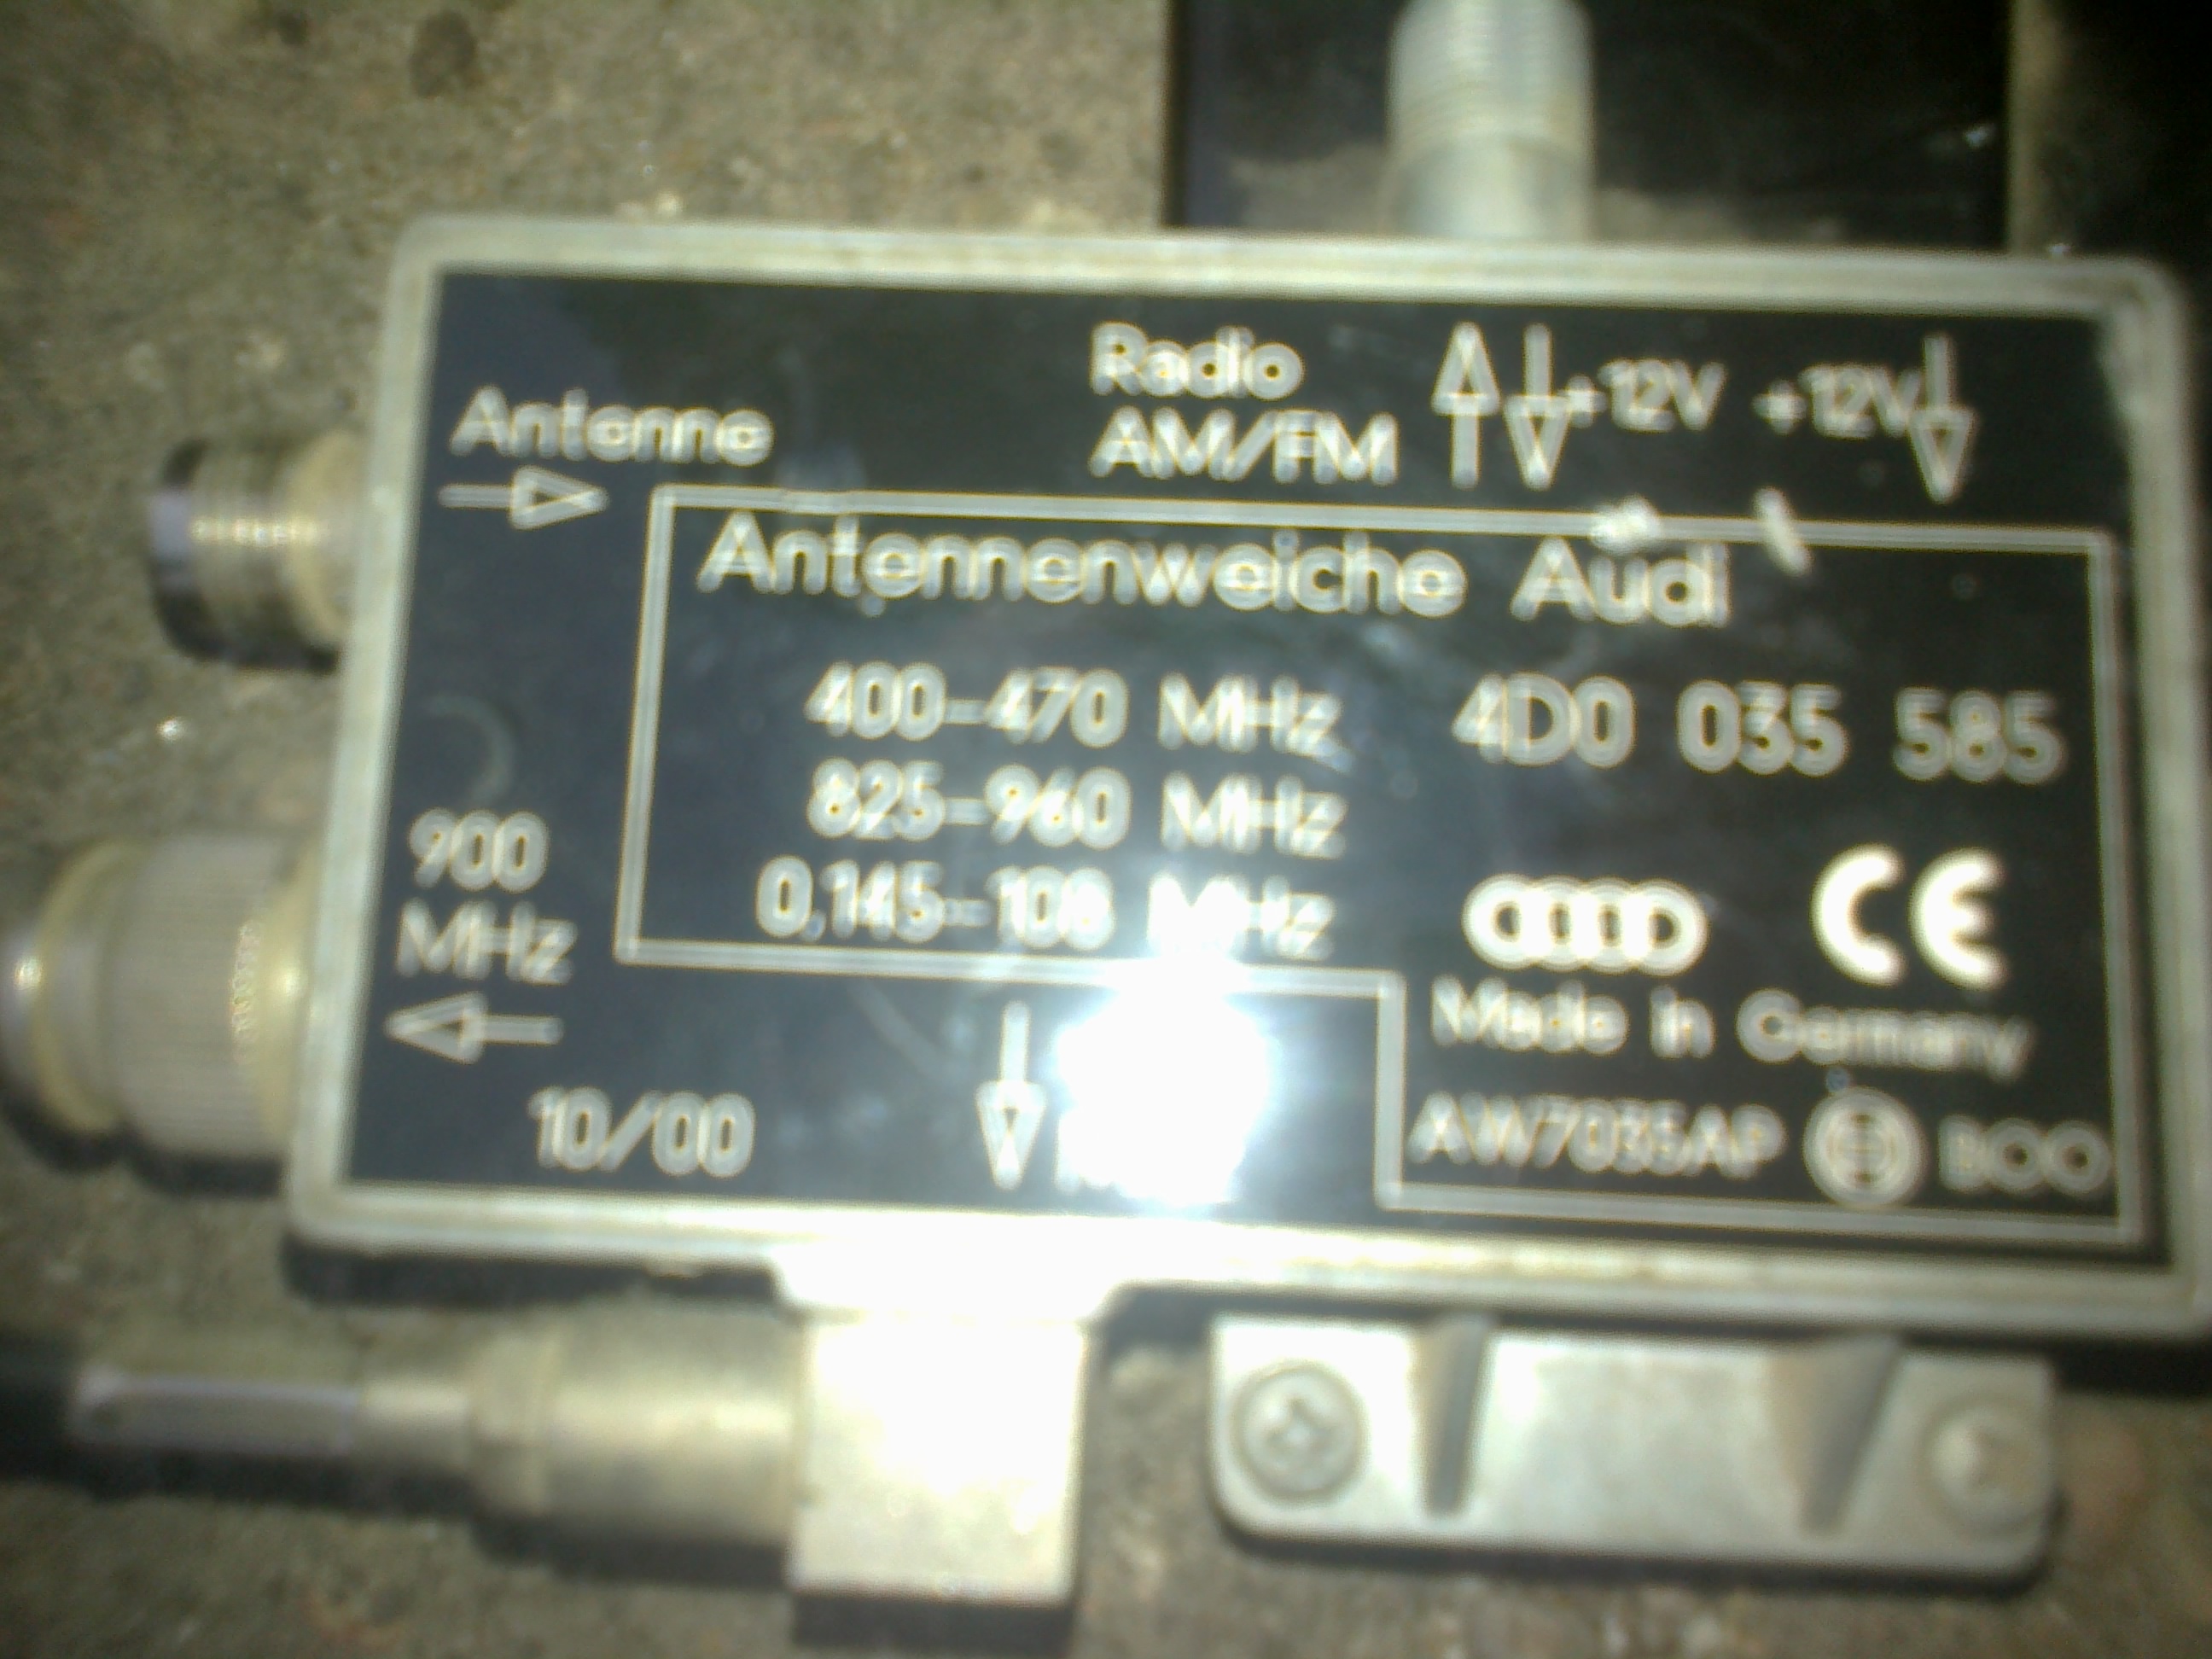 Antenne
Radio
AM/FM
+12V +12V
Antennenweiche Audi
400-470 MHz 4D0 035 585
825-960 MHz
0,145-108 MHz
CE
900
MHz
Made in Germany
10/00
AW7035AP BOO